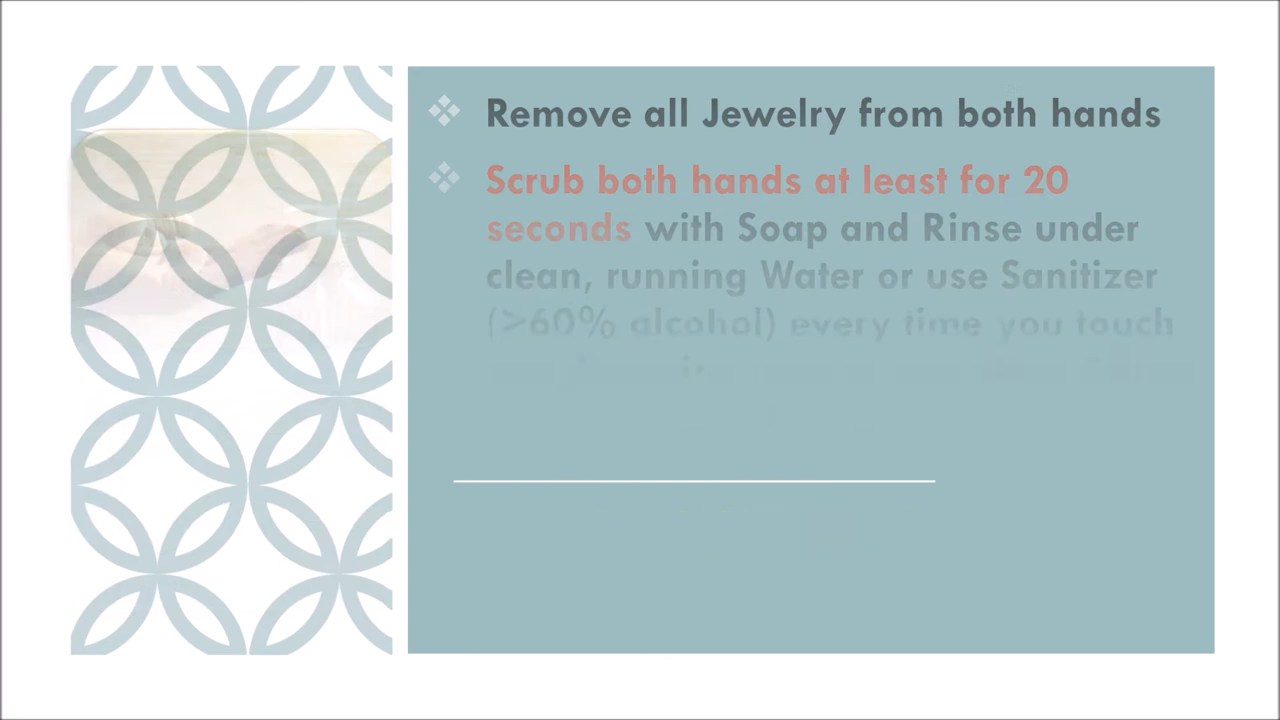 Remove all Jewelry from both hands
Scrub both hands at least for 20
seconds with Soap and Rinse under
clean, running Water or use Sanitizer
(>60% alcohol) every time you touch